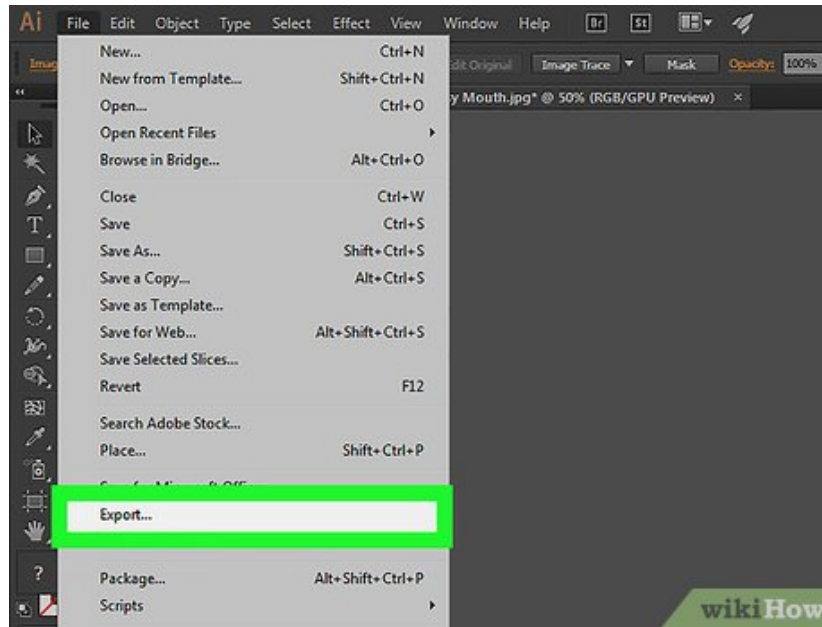 Ai File Edit Object Type Select Effect View Window Help Br St
Edit Original Image Trace Mask Opacity: 100%
y Mouth.jpg* @ 50% (RGB/GPU Preview) ×
New... Ctrl+N
New from Template... Shift+Ctrl+N
Open... Ctrl+O
Open Recent Files
Browse in Bridge... Alt+Ctrl+O
Close Ctrl+W
Save Ctrl+S
Save As... Shift+Ctrl+S
Save a Copy... Alt+Ctrl+S
Save as Template...
Save for Web... Alt+Shift+Ctrl+S
Save Selected Slices...
Revert F12
Search Adobe Stock...
Place... Shift+Ctrl+P
Export...
Package... Alt+Shift+Ctrl+P
Scripts
wikiHow